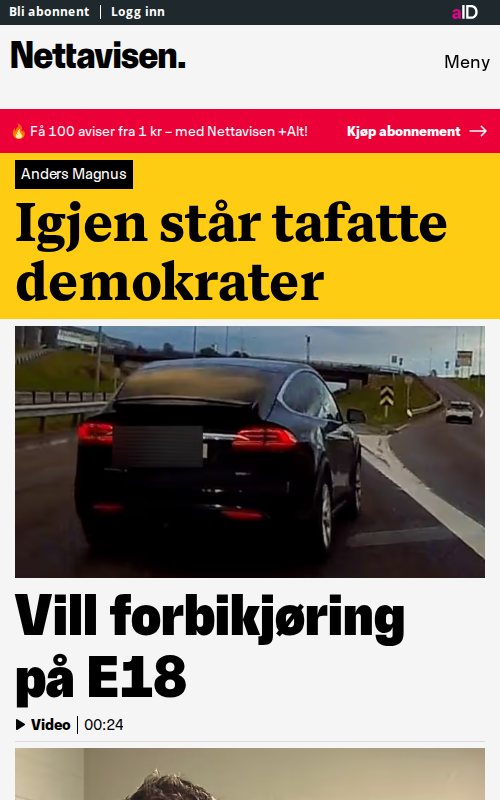 Bli abonnent | Logg inn
aID
Nettavisen.
Meny
🔥 Få 100 aviser fra 1 kr – med Nettavisen +Alt!
Kjøp abonnement →
Anders Magnus
Igjen står tafatte
demokrater
Vill forbikjøring
på E18
Video | 00:24